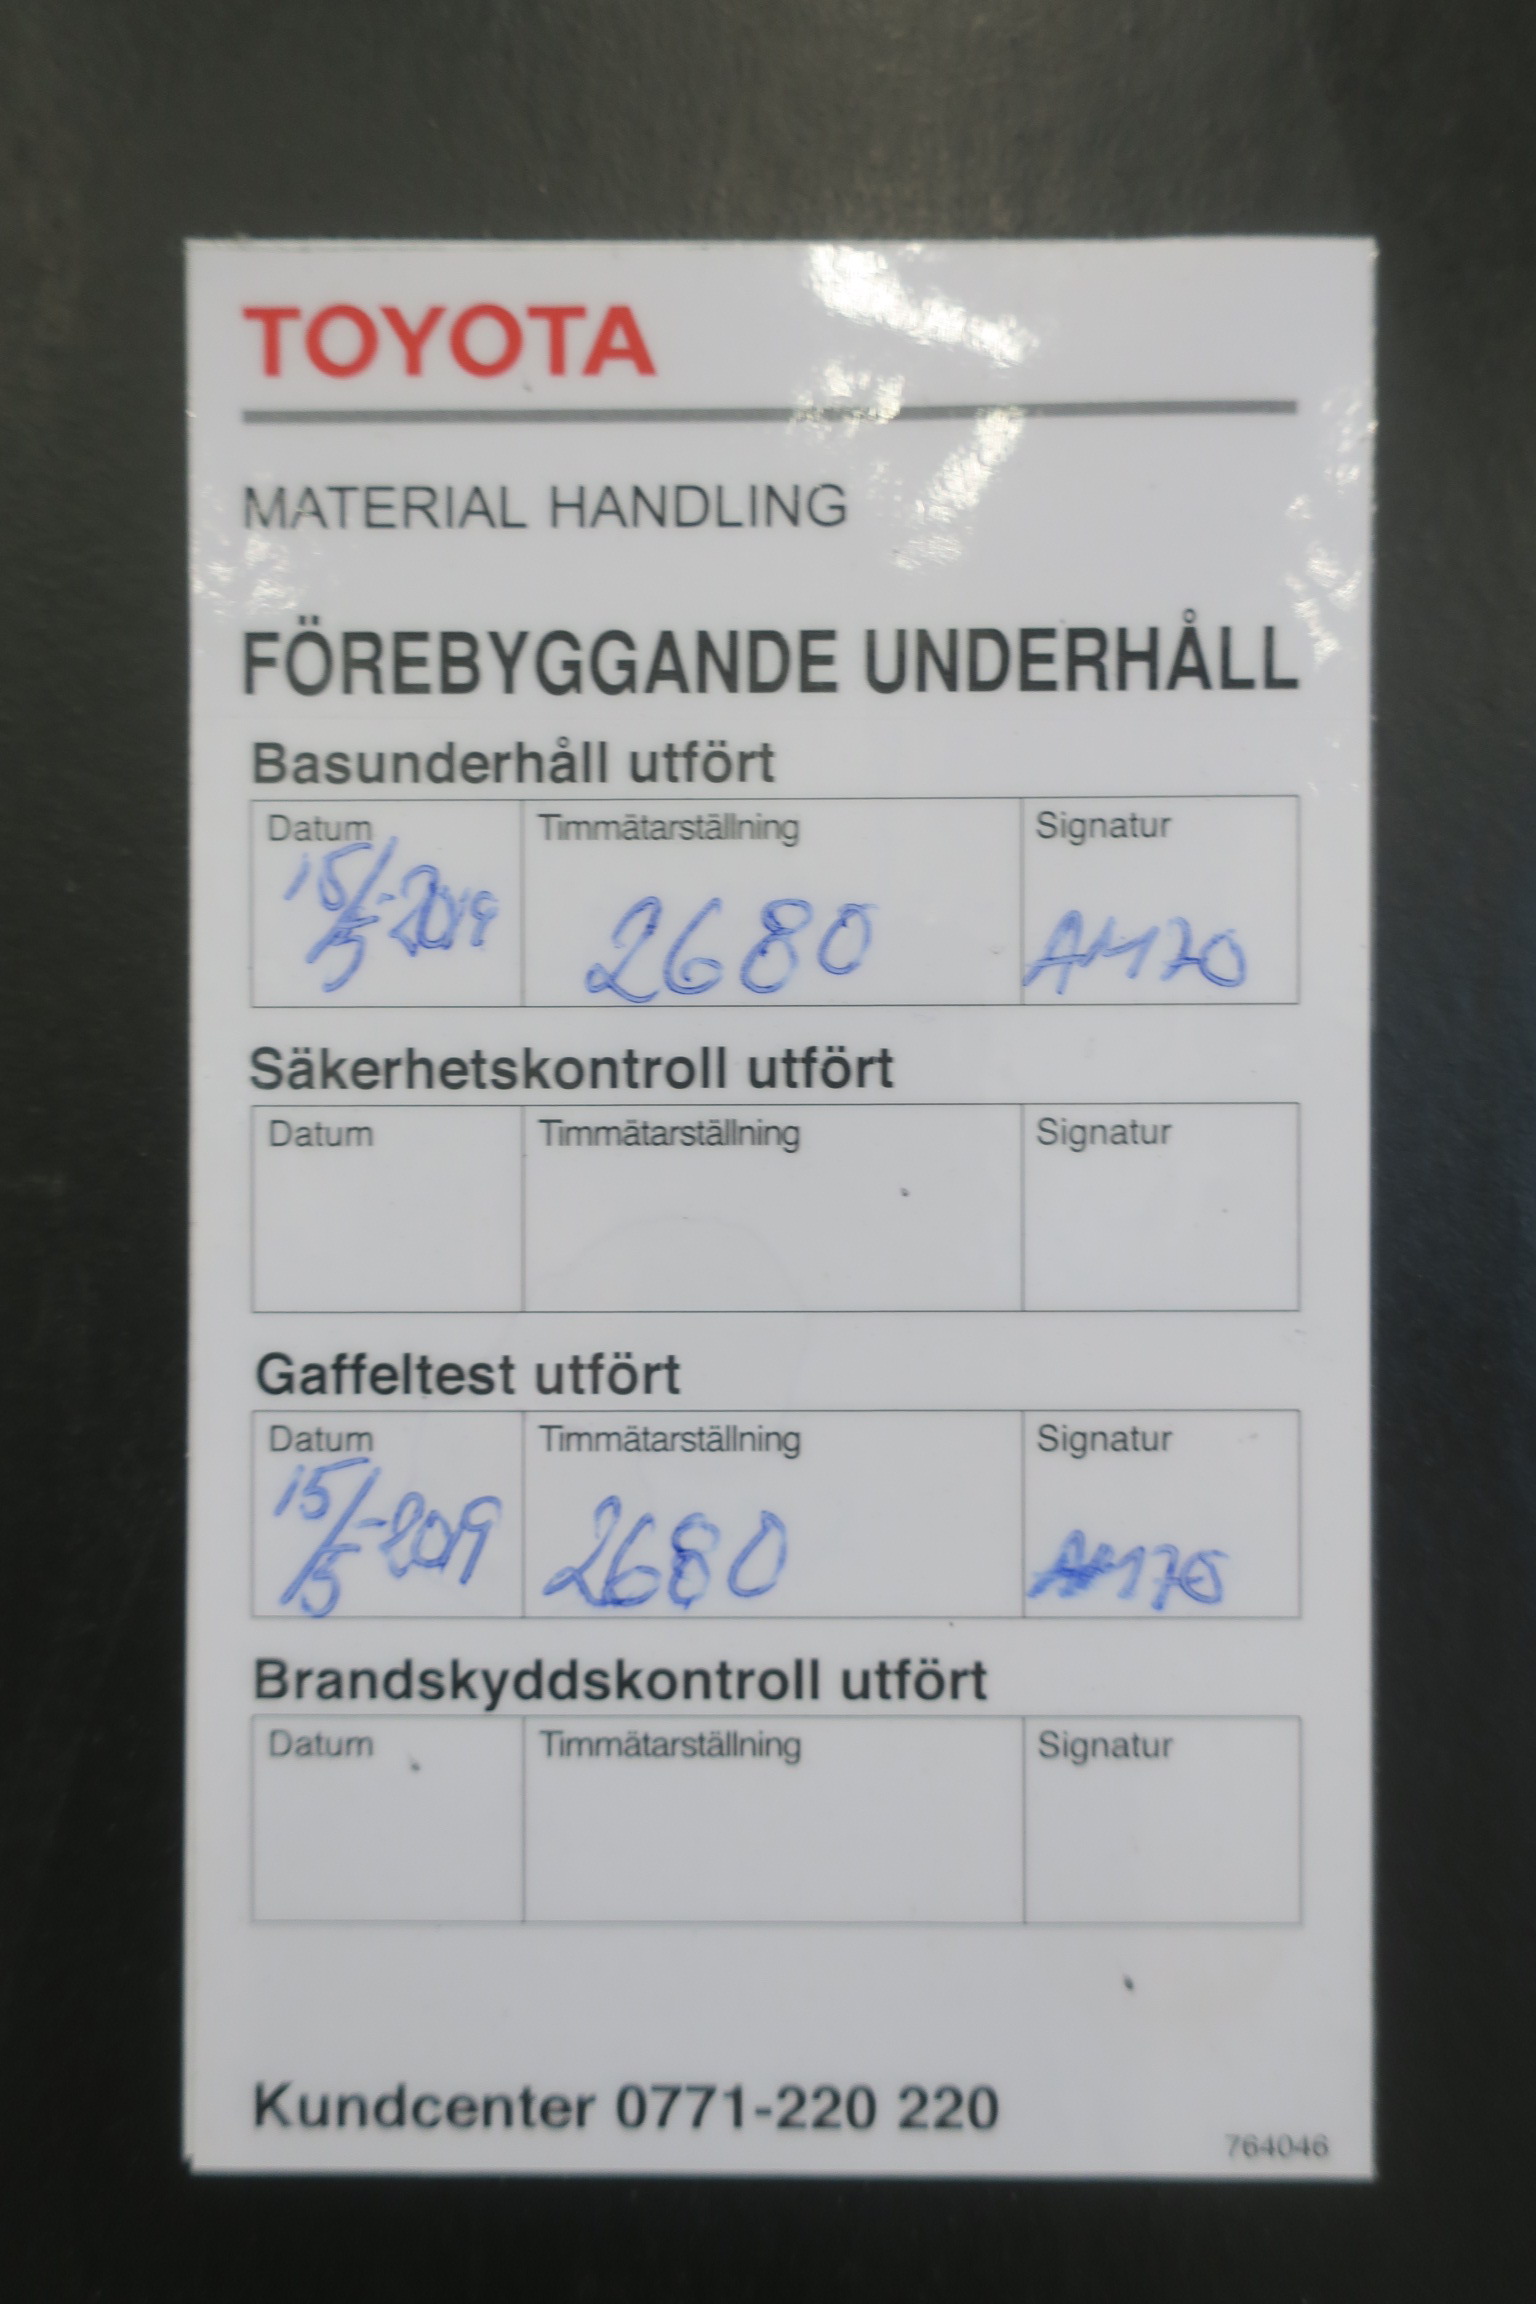 TOYOTA
MATERIAL HANDLING
FÖREBYGGANDE UNDERHÅLL
Basunderhåll utfört
Datum Timmätarställning Signatur
15/5-2019 2680 AM70
Säkerhetskontroll utfört
Datum Timmätarställning Signatur
Gaffeltest utfört
Datum Timmätarställning Signatur
15/5-2019 2680 AM70
Brandskyddskontroll utfört
Datum Timmätarställning Signatur
Kundcenter 0771-220 220
764046